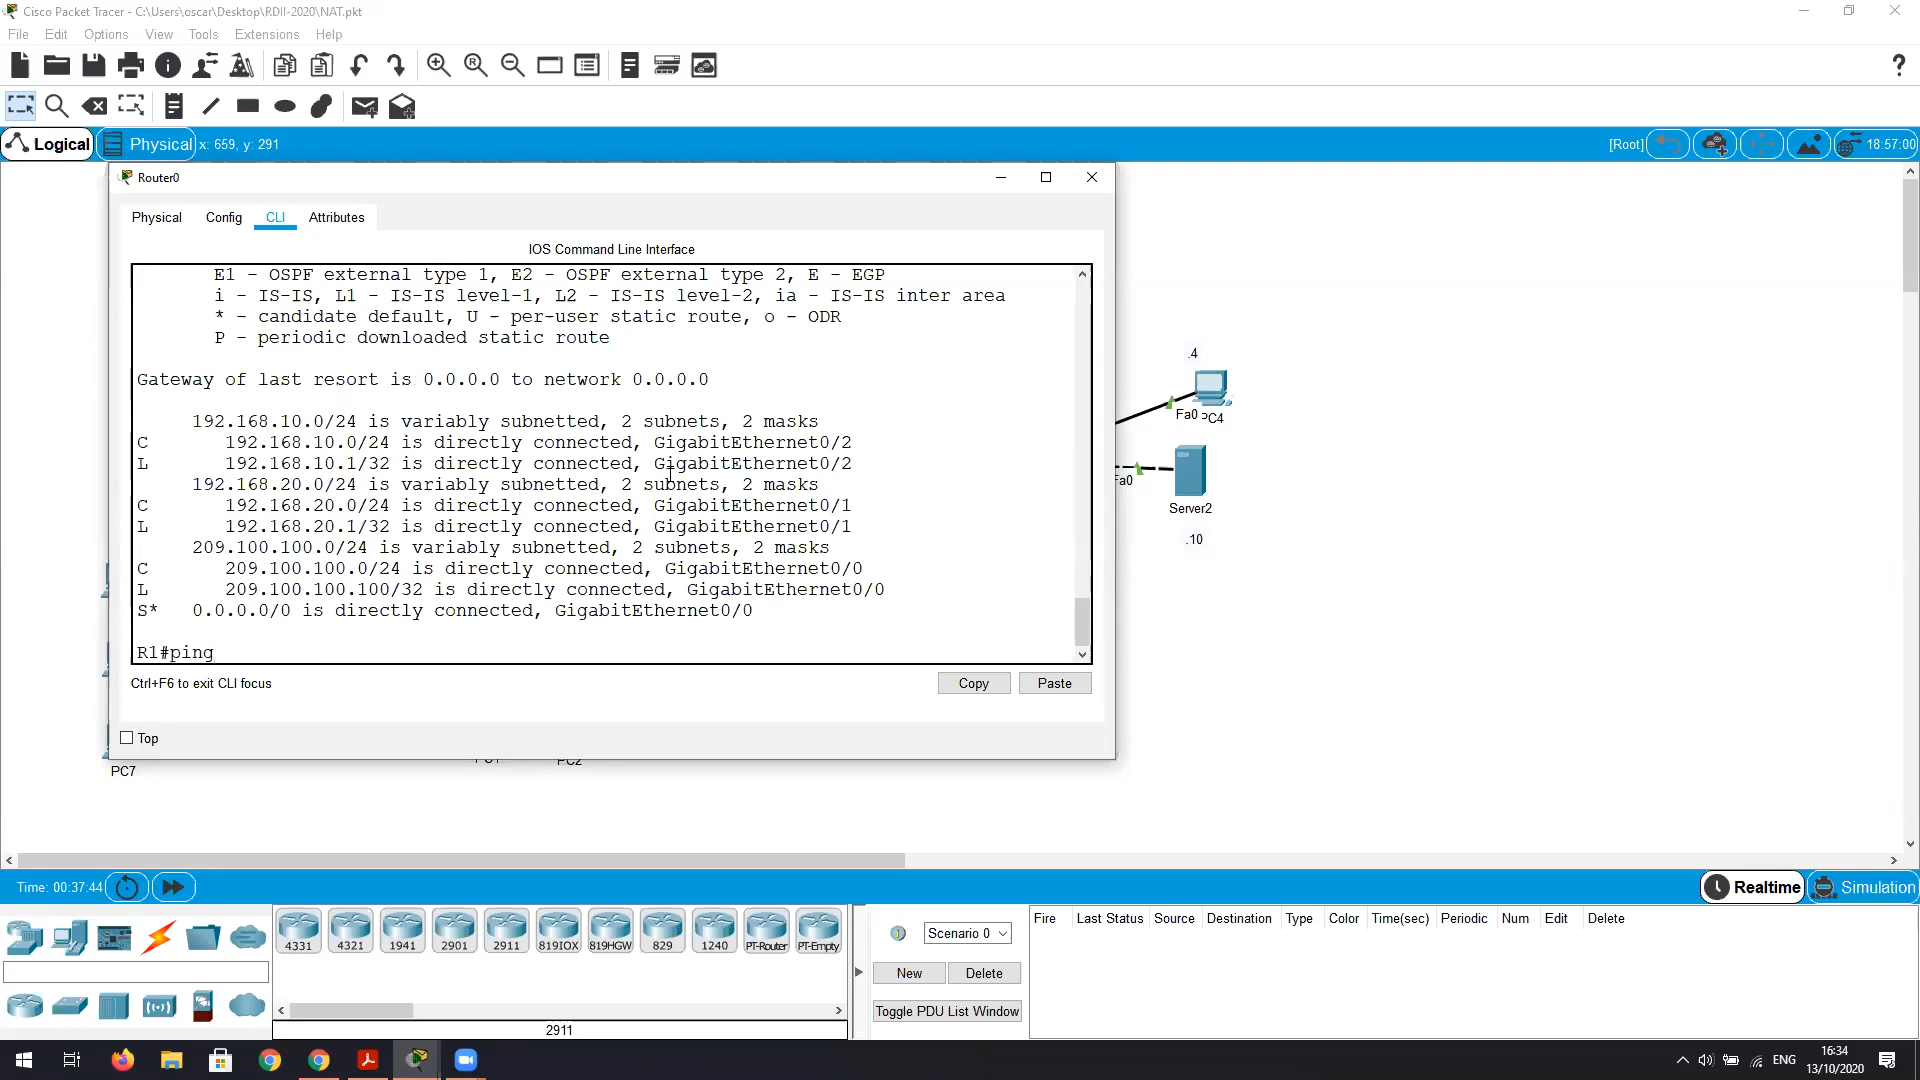 Cisco Packet Tracer - C:\Users\oscar\Desktop\RDII-2020\NAT.pkt
File Edit Options View Tools Extensions Help
?
Logical Physical x: 659, y: 291 [Root] 18:57:00
Router0
Physical Config CLI Attributes
IOS Command Line Interface
E1 - OSPF external type 1, E2 - OSPF external type 2, E - EGP
i - IS-IS, L1 - IS-IS level-1, L2 - IS-IS level-2, ia - IS-IS inter area
* - candidate default, U - per-user static route, o - ODR
P - periodic downloaded static route
Gateway of last resort is 0.0.0.0 to network 0.0.0.0
192.168.10.0/24 is variably subnetted, 2 subnets, 2 masks
C 192.168.10.0/24 is directly connected, GigabitEthernet0/2
L 192.168.10.1/32 is directly connected, GigabitEthernet0/2
192.168.20.0/24 is variably subnetted, 2 subnets, 2 masks
C 192.168.20.0/24 is directly connected, GigabitEthernet0/1
L 192.168.20.1/32 is directly connected, GigabitEthernet0/1
209.100.100.0/24 is variably subnetted, 2 subnets, 2 masks
C 209.100.100.0/24 is directly connected, GigabitEthernet0/0
L 209.100.100.100/32 is directly connected, GigabitEthernet0/0
S* 0.0.0.0/0 is directly connected, GigabitEthernet0/0
R1#ping
Ctrl+F6 to exit CLI focus
Copy Paste
Top
.4
Fa0 PC4
Fa0
Server2
.10
PC7
PC2
Time: 00:37:44 Realtime Simulation
4331 4321 1941 2901 2911 819IOX 819HGW 829 1240 PT-Router PT-Empty
2911
Scenario 0
New Delete
Toggle PDU List Window
Fire Last Status Source Destination Type Color Time(sec) Periodic Num Edit Delete
ENG
16:34
13/10/2020